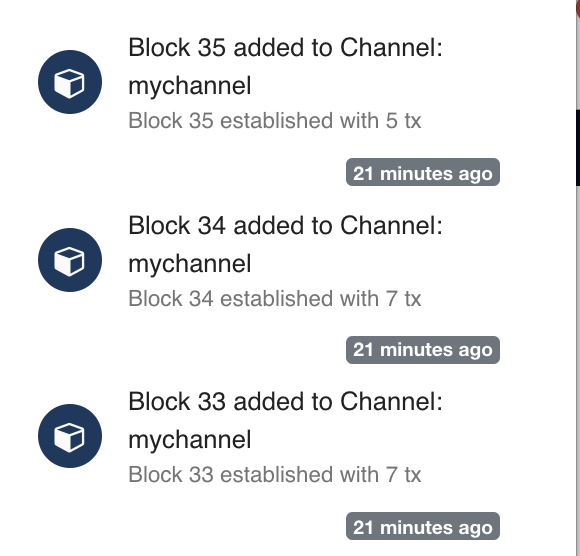 Block 35 added to Channel:
mychannel
Block 35 established with 5 tx
21 minutes ago
Block 34 added to Channel:
mychannel
Block 34 established with 7 tx
21 minutes ago
Block 33 added to Channel:
mychannel
Block 33 established with 7 tx
21 minutes ago